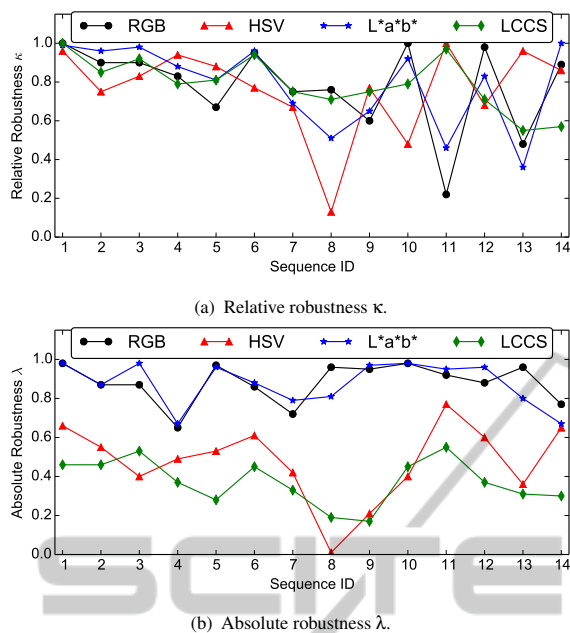 RGB HSV L*a*b* LCCS
1.0
0.8
0.6
0.4
0.2
0.0
Relative Robustness κ
1 2 3 4 5 6 7 8 9 10 11 12 13 14
Sequence ID
(a) Relative robustness κ.
RGB HSV L*a*b* LCCS
1.0
0.8
0.6
0.4
0.2
0.0
Absolute Robustness λ
1 2 3 4 5 6 7 8 9 10 11 12 13 14
Sequence ID
(b) Absolute robustness λ.
SCITE